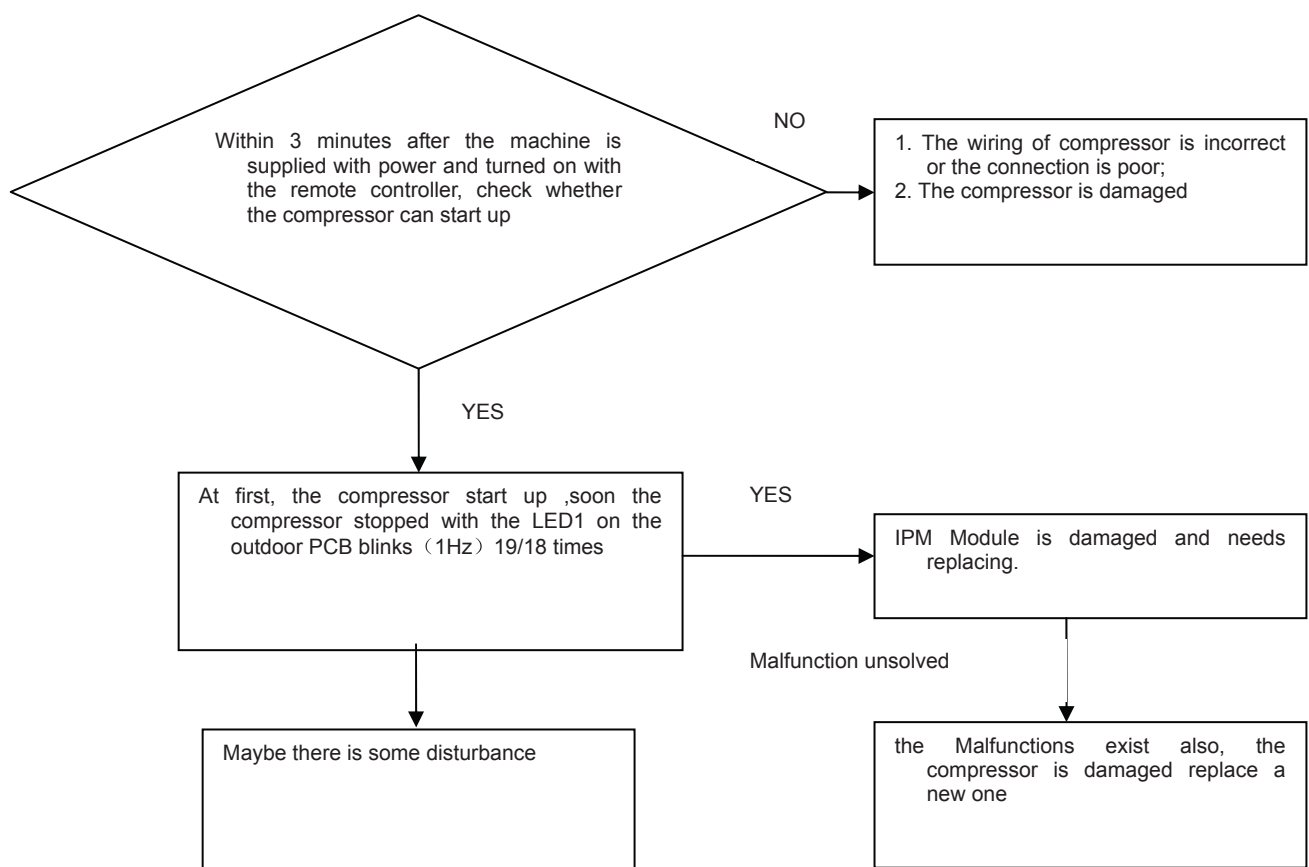 Within 3 minutes after the machine is
supplied with power and turned on with
the remote controller, check whether
the compressor can start up
NO
1. The wiring of compressor is incorrect
or the connection is poor;
2. The compressor is damaged
YES
At first, the compressor start up ,soon the
compressor stopped with the LED1 on the
outdoor PCB blinks（1Hz）19/18 times
YES
IPM Module is damaged and needs
replacing.
Malfunction unsolved
Maybe there is some disturbance
the Malfunctions exist also, the
compressor is damaged replace a
new one